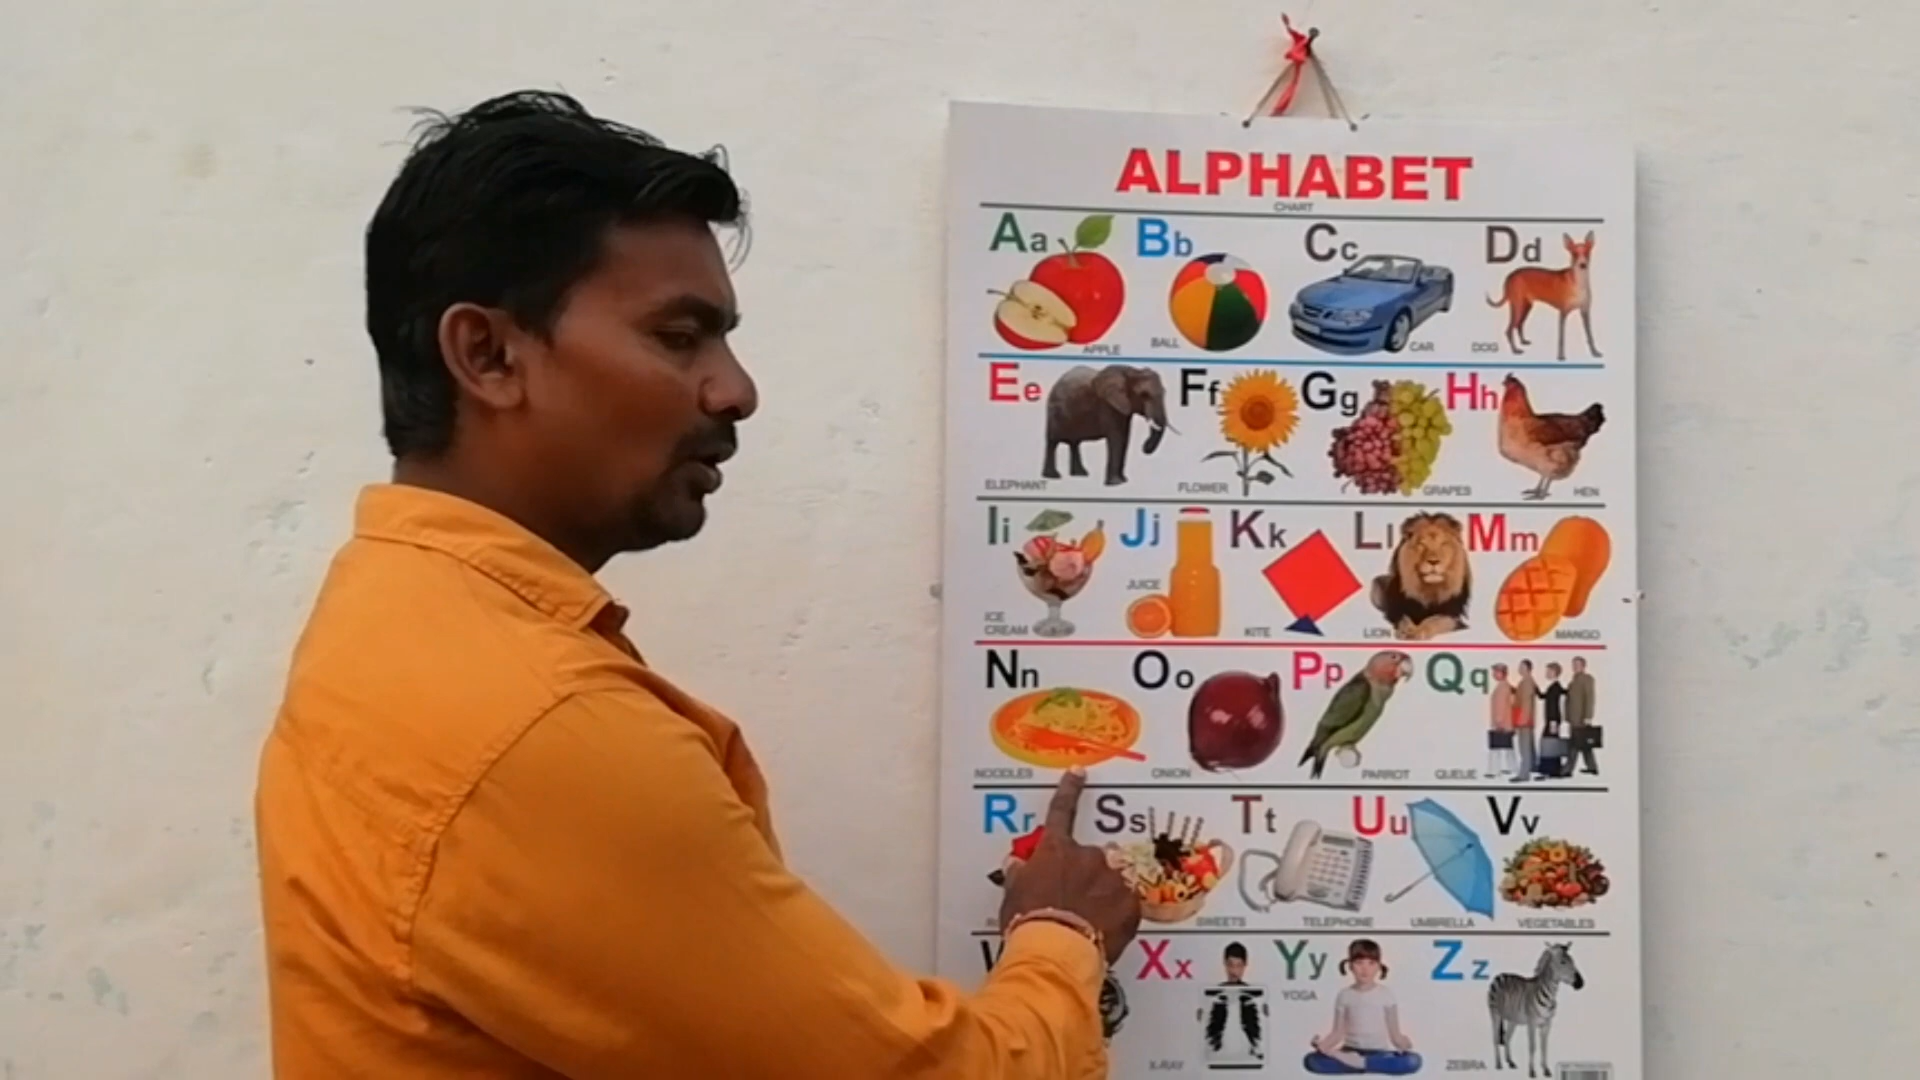 ALPHABET
CHART
Aa Bb Cc Dd
APPLE BALL CAR DOG
Ee Ff Gg Hh
ELEPHANT FLOWER GRAPES HEN
Ii Jj Kk Ll Mm
JUICE
ICE
CREAM KITE LION MANGO
Nn Oo Pp Qq
NOODLES ONION PARROT QUEUE
Rr Ss Tt Uu Vv
SWEETS TELEPHONE UMBRELLA VEGETABLES
Xx Yy Zz
YOGA
X-RAY ZEBRA